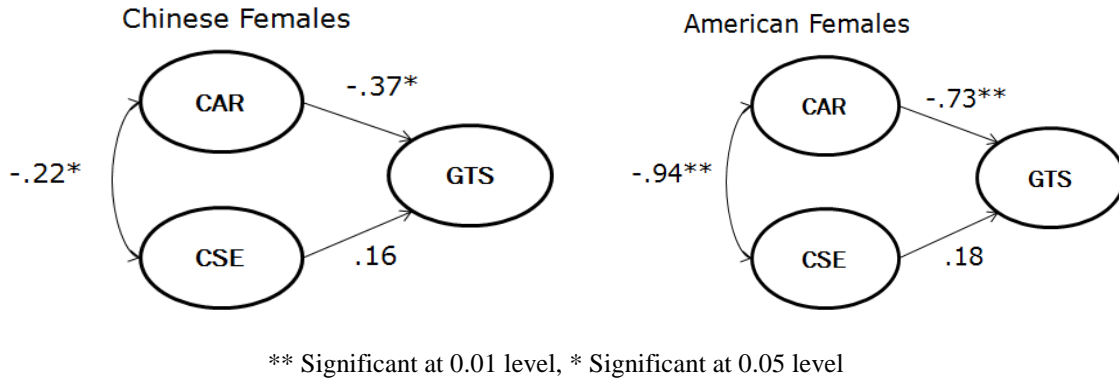 Chinese Females
CAR
-.37*
-.22*
GTS
CSE
.16
American Females
CAR
-.73**
-.94**
GTS
CSE
.18
** Significant at 0.01 level, * Significant at 0.05 level